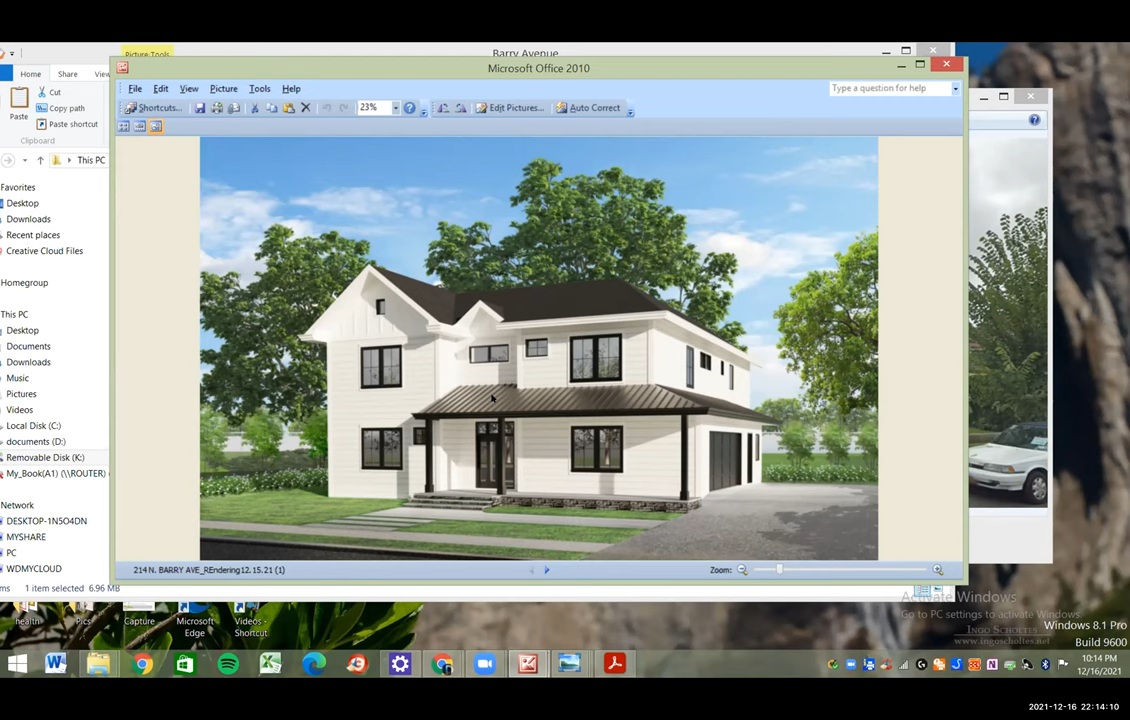 Picture Tools
Barry Avenue
Microsoft Office 2010
Home
Share
View
File
Edit
View
Picture
Tools
Help
Type a question for help
Paste
Cut
Copy path
Paste shortcut
Clipboard
Shortcuts...
23%
Edit Pictures...
Auto Correct
This PC
Favorites
Desktop
Downloads
Recent places
Creative Cloud Files
Homegroup
This PC
Desktop
Documents
Downloads
Music
Pictures
Videos
Local Disk (C:)
documents (D:)
Removable Disk (K:)
My_Book(A1) (\\ROUTER)
Network
DESKTOP-1N5O4DN
MYSHARE
PC
WDMYCLOUD
214 N. BARRY AVE_REndering12.15.21 (1)
Zoom:
1 item selected 6.96 MB
health
Pics
Capture
Microsoft Edge
Videos - Shortcut
Activate Windows
Go to PC settings to activate Windows.
INGO SCHOLTES
www.ingoscholtes.net
Windows 8.1 Pro
Build 9600
10:14 PM
12/16/2021
2021-12-16 22:14:10